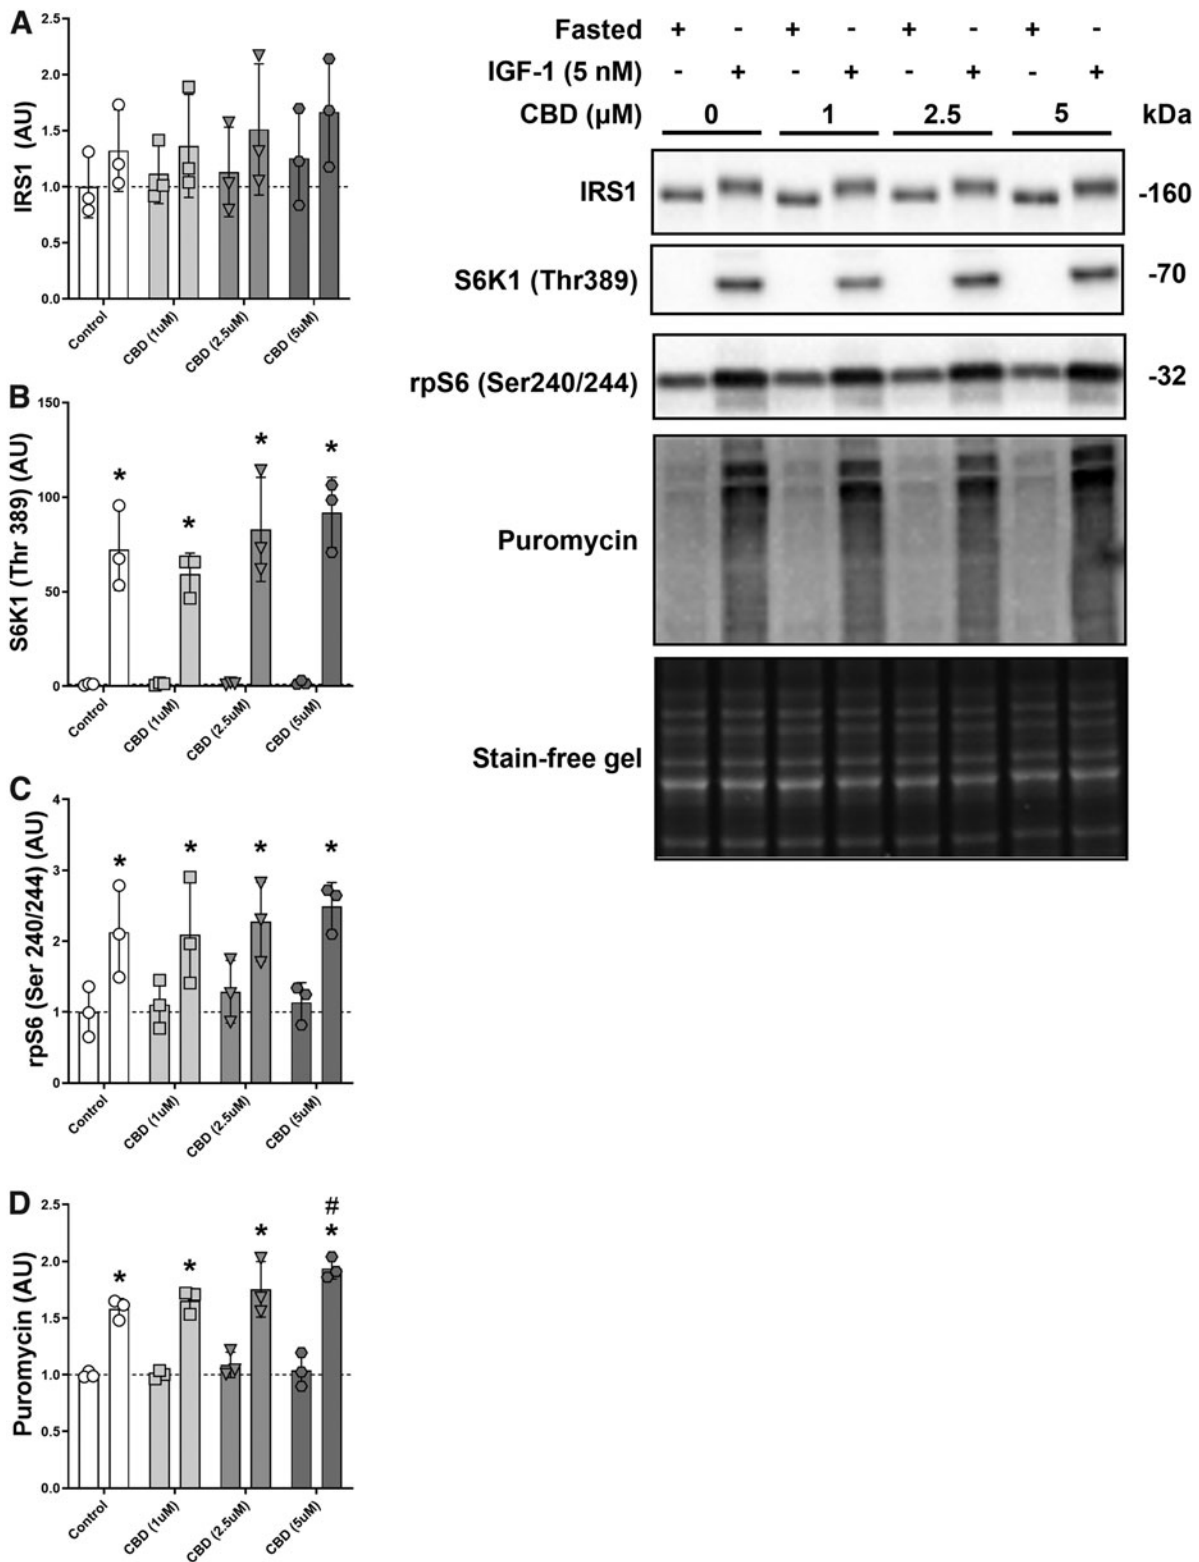 A
IRS1 (AU)
2.5
2.0
1.5
1.0
0.5
0.0
Control
CBD (1uM)
CBD (2.5uM)
CBD (5uM)
B
S6K1 (Thr 389) (AU)
150
100
50
0
* * * *
Control
CBD (1uM)
CBD (2.5uM)
CBD (5uM)
C
rpS6 (Ser 240/244) (AU)
4
3
2
1
0
* * * *
Control
CBD (1uM)
CBD (2.5uM)
CBD (5uM)
D
Puromycin (AU)
2.5
2.0
1.5
1.0
0.5
0.0
#
* * * *
Control
CBD (1uM)
CBD (2.5uM)
CBD (5uM)
Fasted + - + - + - + -
IGF-1 (5 nM) - + - + - + - +
CBD (µM) 0 1 2.5 5 kDa
IRS1 -160
S6K1 (Thr389) -70
rpS6 (Ser240/244) -32
Puromycin
Stain-free gel